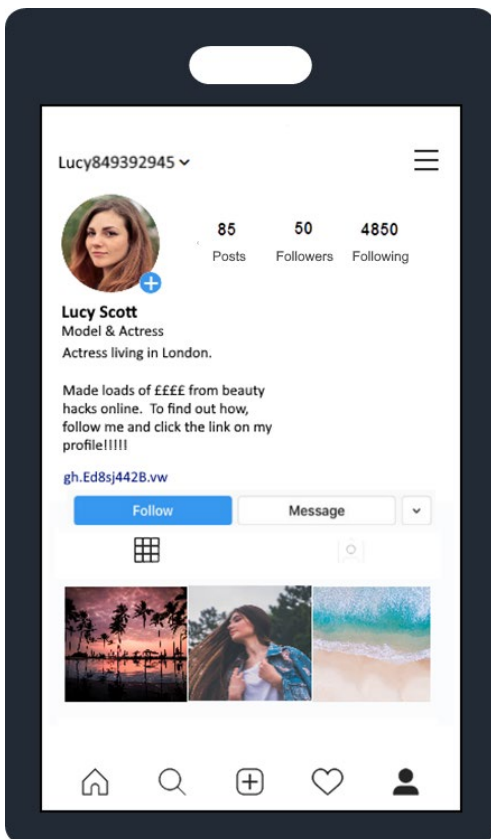 Lucy849392945
85 50 4850
Posts Followers Following
Lucy Scott
Model & Actress
Actress living in London.
Made loads of ££££ from beauty
hacks online. To find out how,
follow me and click the link on my
profile!!!!!
gh.Ed8sj442B.vw
Follow Message